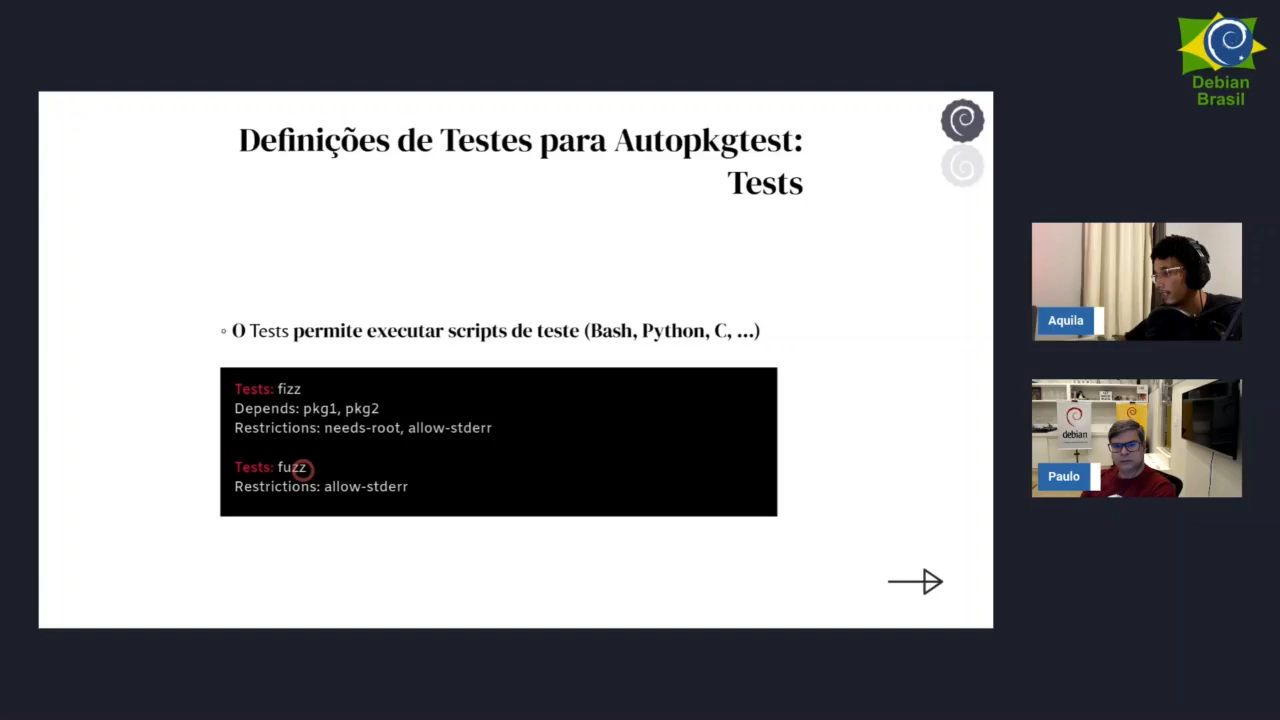 Debian
Brasil
Definições de Testes para Autopkgtest:
Tests
◦ O Tests permite executar scripts de teste (Bash, Python, C, ...)
Tests: fizz
Depends: pkg1, pkg2
Restrictions: needs-root, allow-stderr
Tests: fuzz
Restrictions: allow-stderr
Aquila
debian
Paulo